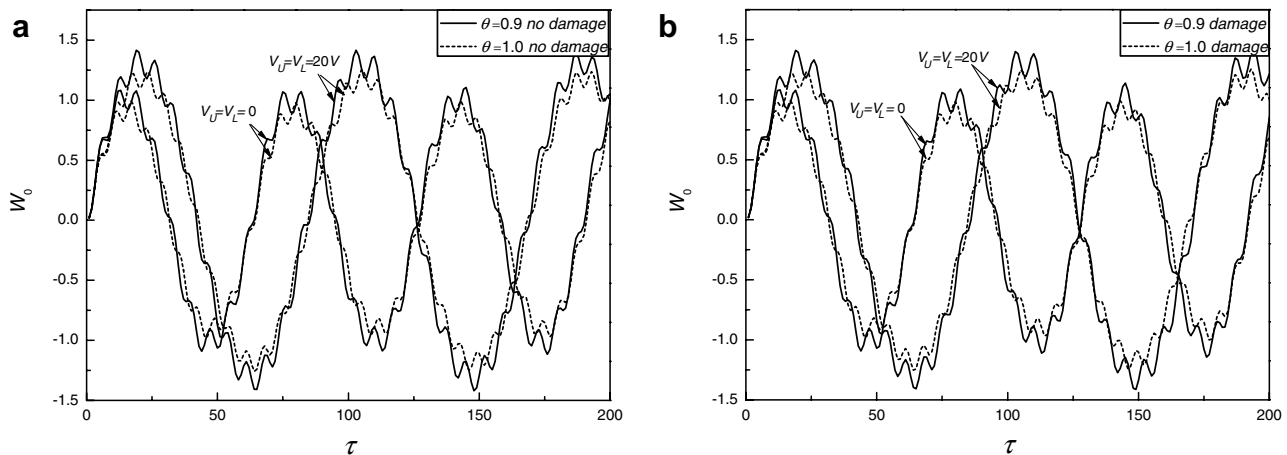 a
θ=0.9 no damage
θ=1.0 no damage
V_U=V_L=20V
V_U=V_L=0
1.5
1.0
0.5
0.0
-0.5
-1.0
-1.5
W_0
0 50 100 150 200
τ
b
θ=0.9 damage
θ=1.0 damage
V_U=V_L=20V
V_U=V_L=0
1.5
1.0
0.5
0.0
-0.5
-1.0
-1.5
W_0
0 50 100 150 200
τ